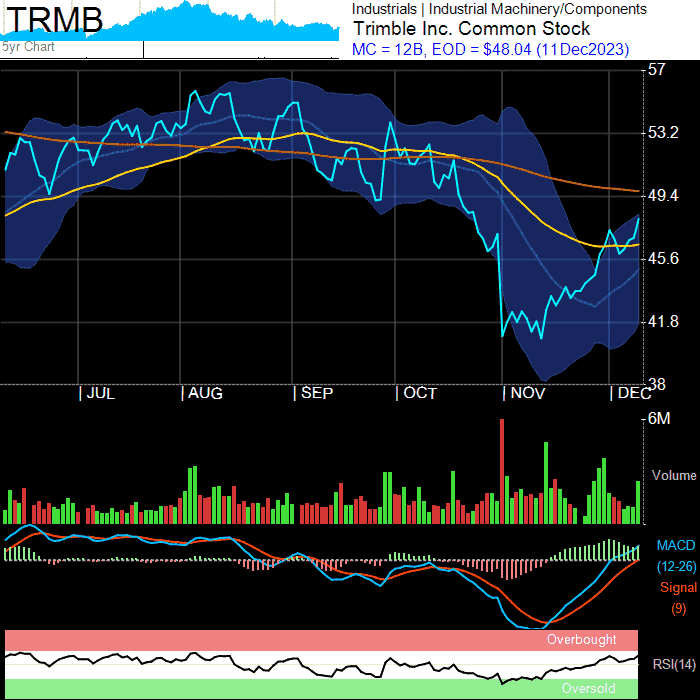 TRMB
5yr Chart
Industrials | Industrial Machinery/Components
Trimble Inc. Common Stock
MC = 12B, EOD = $48.04 (11Dec2023)
57
53.2
49.4
45.6
41.8
38
| JUL | AUG | SEP | OCT | NOV | DEC
6M
Volume
MACD
(12-26)
Signal
(9)
Overbought
RSI(14)
Oversold